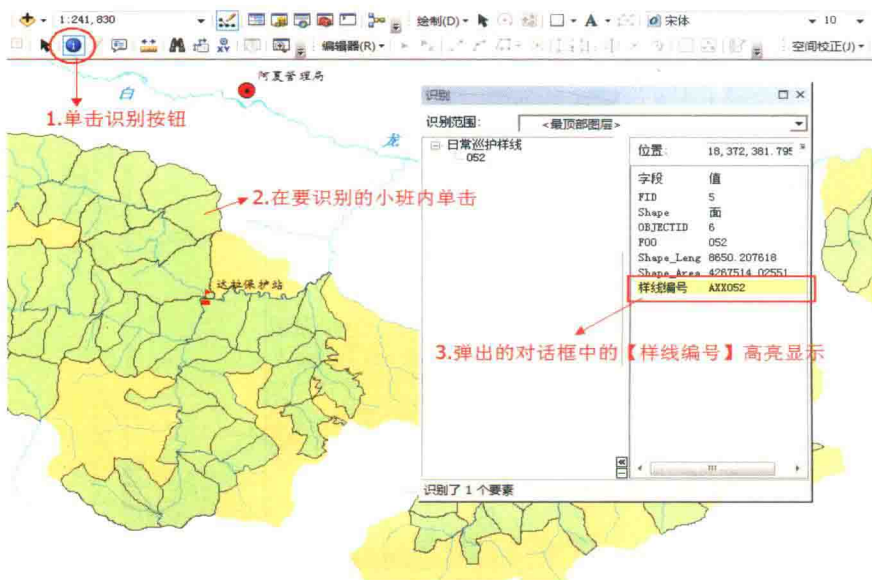 1:241,830
绘制(D)
A
宋体
10
编辑器(R)
空间校正(J)
阿夏管理局
白
龙
1.单击识别按钮
2.在要识别的小班内单击
达拉保护站
识别
识别范围:
<最顶部图层>
日常巡护样线
052
位置:
18,372,381.795
字段 值
FID 5
Shape 面
OBJECTID 6
FOO 052
Shape_Leng 8650.207618
Shape_Area 4267514.02551
样线编号 AXX052
3.弹出的对话框中的【样线编号】高亮显示
识别了 1 个要素